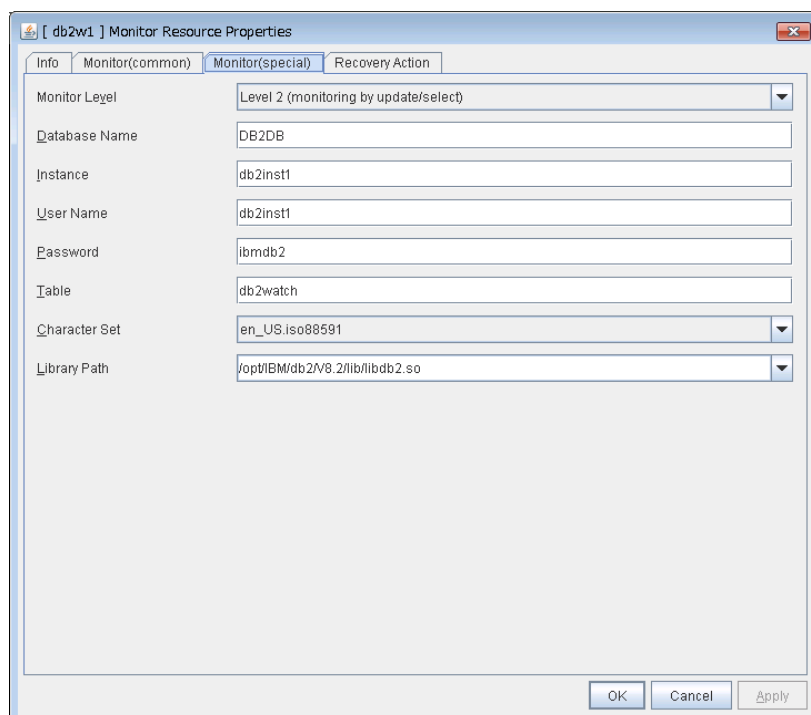 [ db2w1 ] Monitor Resource Properties
Info Monitor(common) Monitor(special) Recovery Action
Monitor Level Level 2 (monitoring by update/select)
Database Name DB2DB
Instance db2inst1
User Name db2inst1
Password ibmdb2
Table db2watch
Character Set en_US.iso88591
Library Path /opt/IBM/db2/V8.2/lib/libdb2.so
OK Cancel Apply